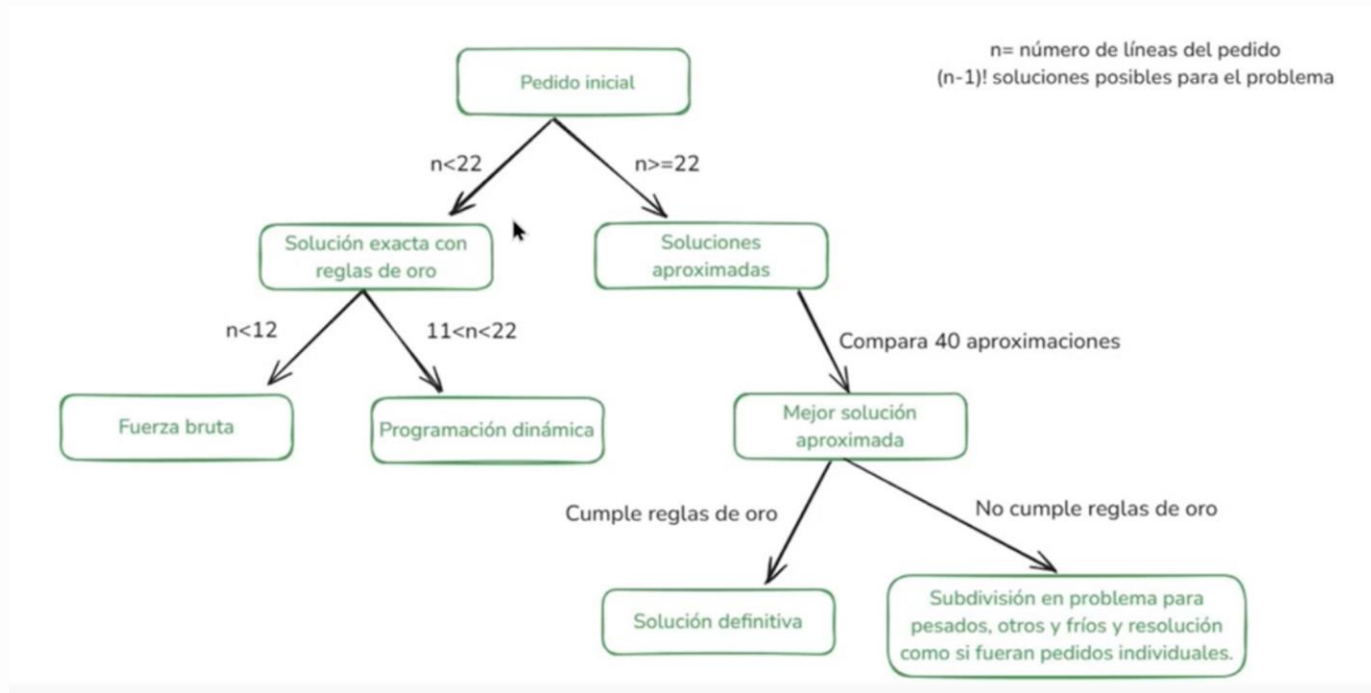 n= número de líneas del pedido
(n-1)! soluciones posibles para el problema
Pedido inicial
n<22
n>=22
Solución exacta con
reglas de oro
Soluciones
aproximadas
n<12
11<n<22
Compara 40 aproximaciones
Fuerza bruta
Programación dinámica
Mejor solución
aproximada
Cumple reglas de oro
No cumple reglas de oro
Solución definitiva
Subdivisión en problema para
pesados, otros y fríos y resolución
como si fueran pedidos individuales.